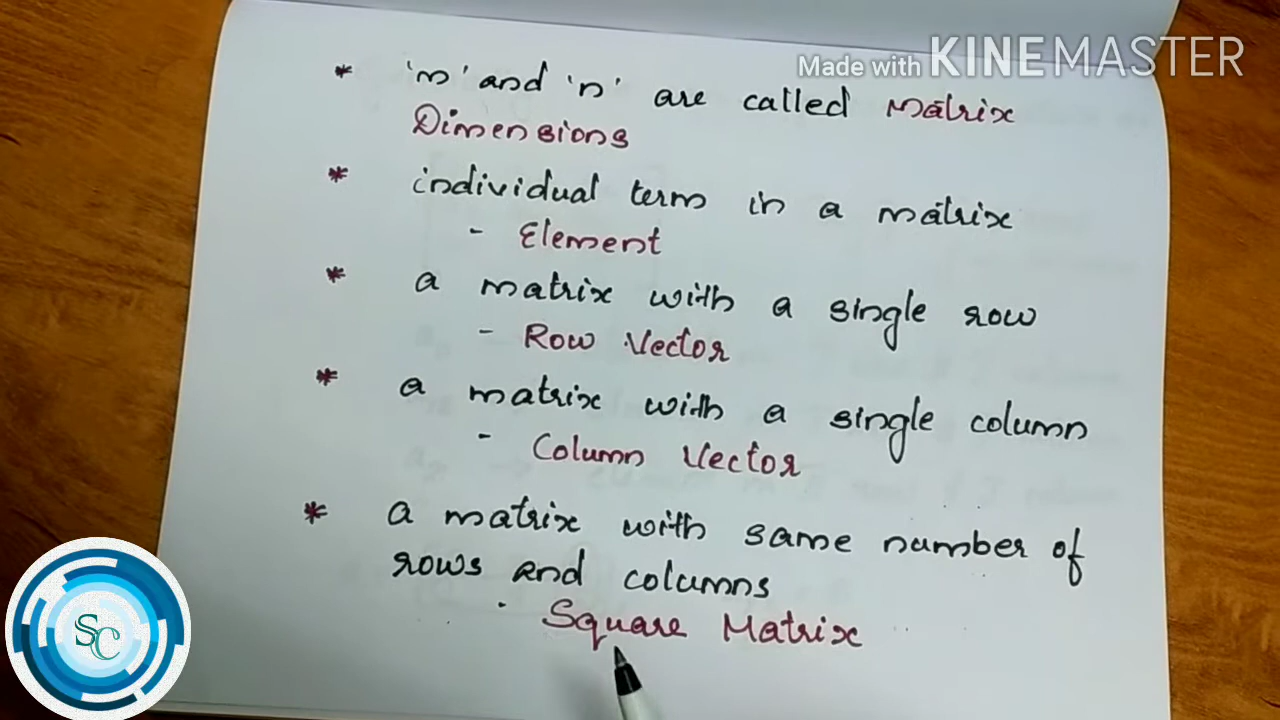 Made with KINEMASTER
* 'm' and 'n' are called Matrix
Dimensions
* individual term in a matrix
- Element
* a matrix with a single row
- Row Vector
* a matrix with a single column
- Column Vector
* a matrix with same number of
rows and columns
- Square Matrix
SC